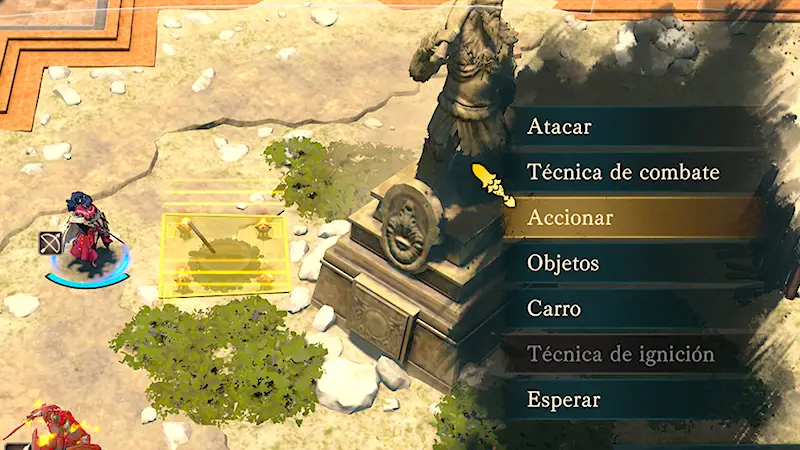 Atacar
Técnica de combate
Accionar
Objetos
Carro
Técnica de ignición
Esperar